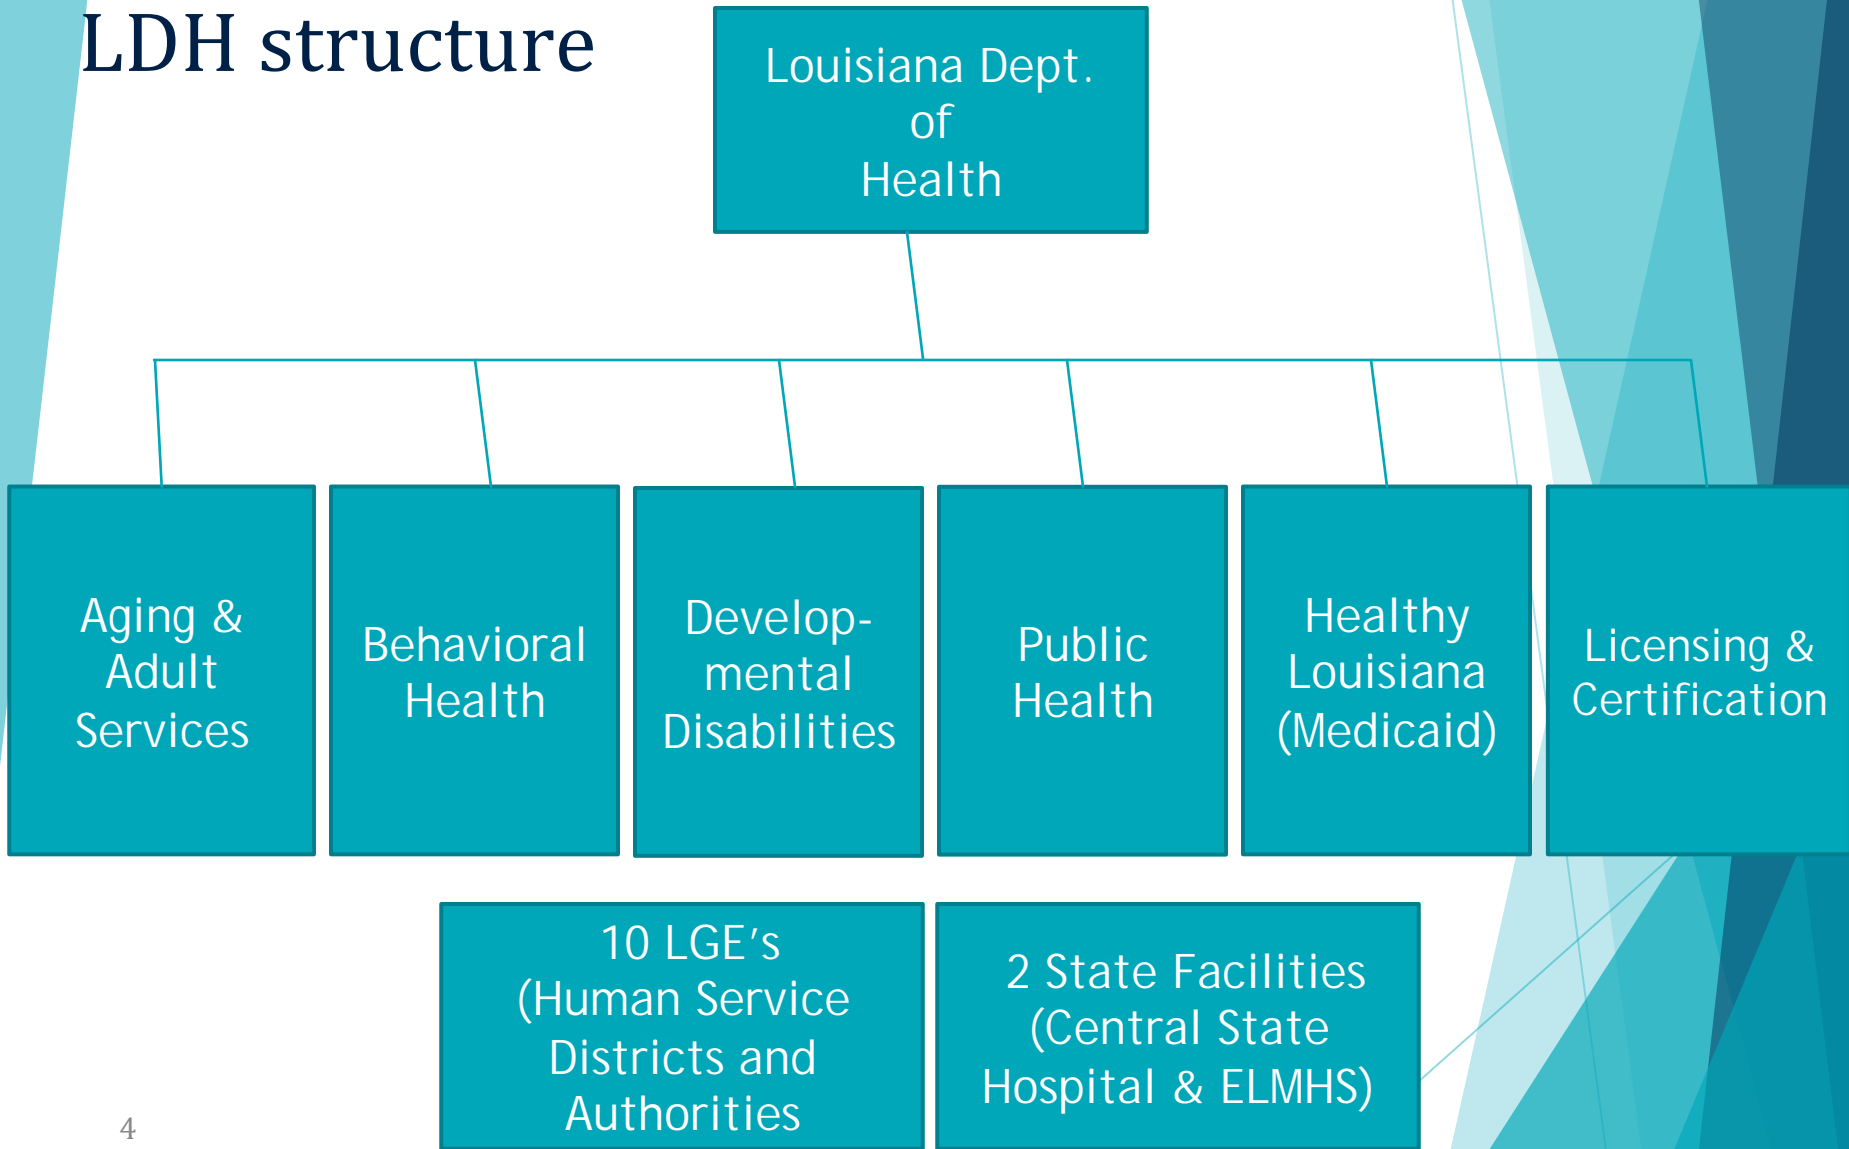 LDH structure
Louisiana Dept.
of
Health
Aging &
Adult
Services
Behavioral
Health
Develop-
mental
Disabilities
Public
Health
Healthy
Louisiana
(Medicaid)
Licensing &
Certification
10 LGE’s
(Human Service
Districts and
Authorities
2 State Facilities
(Central State
Hospital & ELMHS)
4